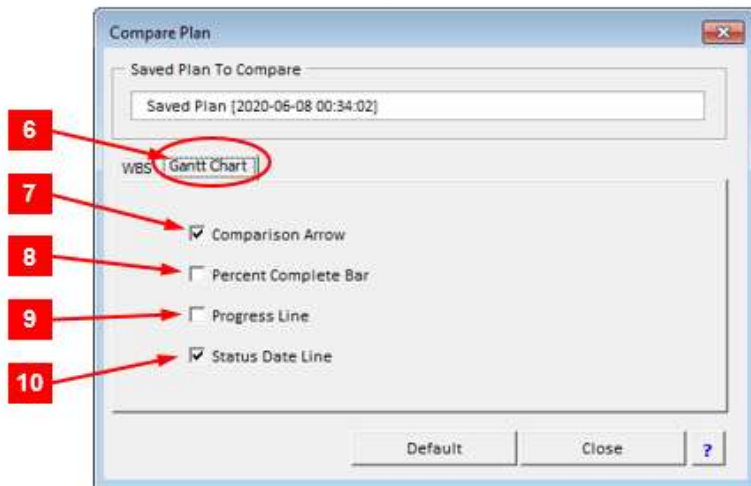 Compare Plan
Saved Plan To Compare
Saved Plan [2020-06-08 00:34:02]
6
WBS Gantt Chart
7
Comparison Arrow
8
Percent Complete Bar
9
Progress Line
10
Status Date Line
Default Close ?